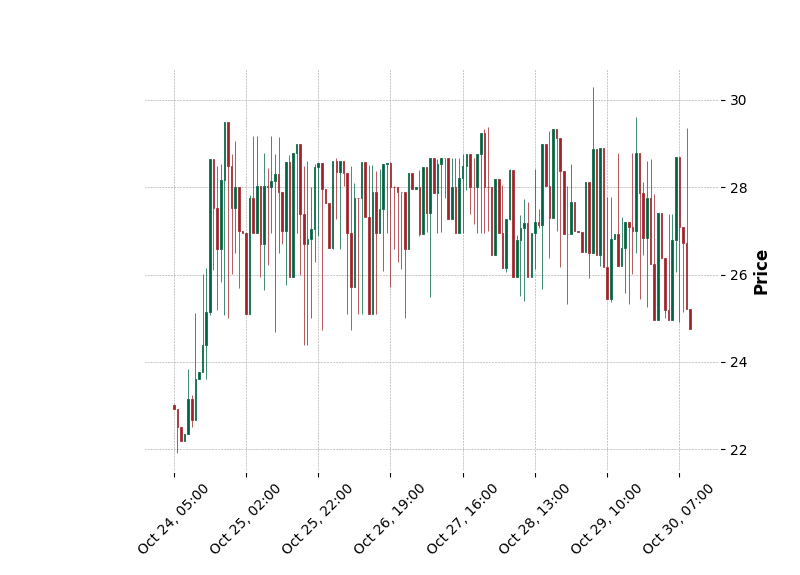 30
28
26
24
22
Price
Oct 24, 05:00
Oct 25, 02:00
Oct 25, 22:00
Oct 26, 19:00
Oct 27, 16:00
Oct 28, 13:00
Oct 29, 10:00
Oct 30, 07:00